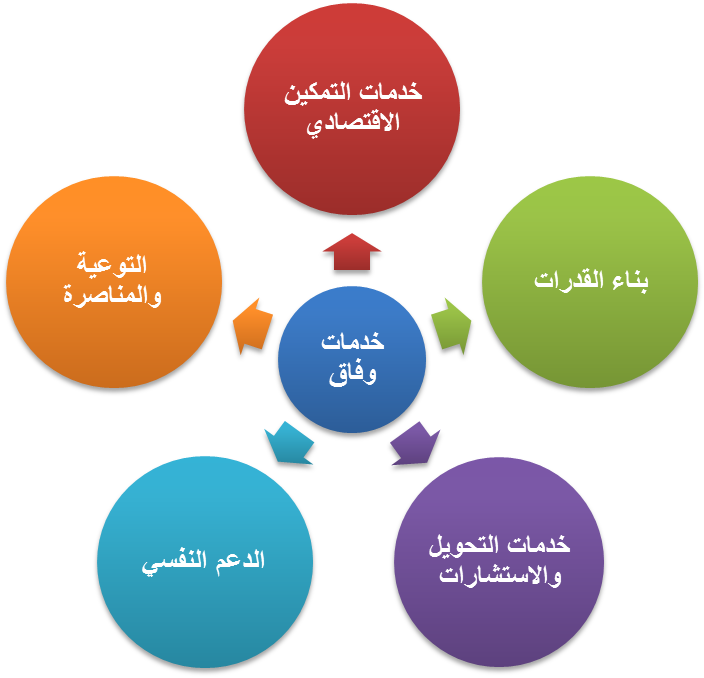 خدمات التمكين
الاقتصادي
بناء القدرات
التوعية
والمناصرة
خدمات
وفاق
خدمات التحويل
والاستشارات
الدعم النفسي